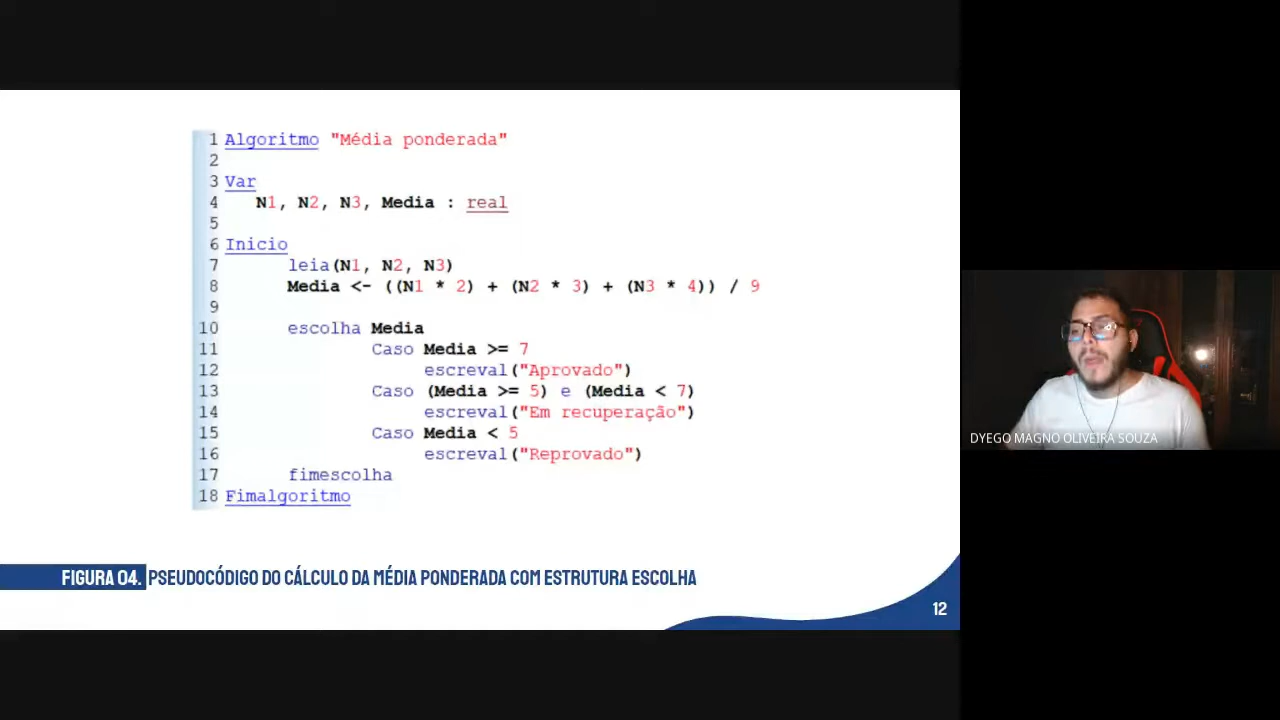 1 Algoritmo "Média ponderada"
2
3 Var
4 N1, N2, N3, Media : real
5
6 Inicio
7 leia(N1, N2, N3)
8 Media <- ((N1 * 2) + (N2 * 3) + (N3 * 4)) / 9
9
10 escolha Media
11 Caso Media >= 7
12 escreval("Aprovado")
13 Caso (Media >= 5) e (Media < 7)
14 escreval("Em recuperação")
15 Caso Media < 5
16 escreval("Reprovado")
17 fimescolha
18 Fimalgoritmo
FIGURA 04. PSEUDOCÓDIGO DO CÁLCULO DA MÉDIA PONDERADA COM ESTRUTURA ESCOLHA
12
DYEGO MAGNO OLIVEIRA SOUZA